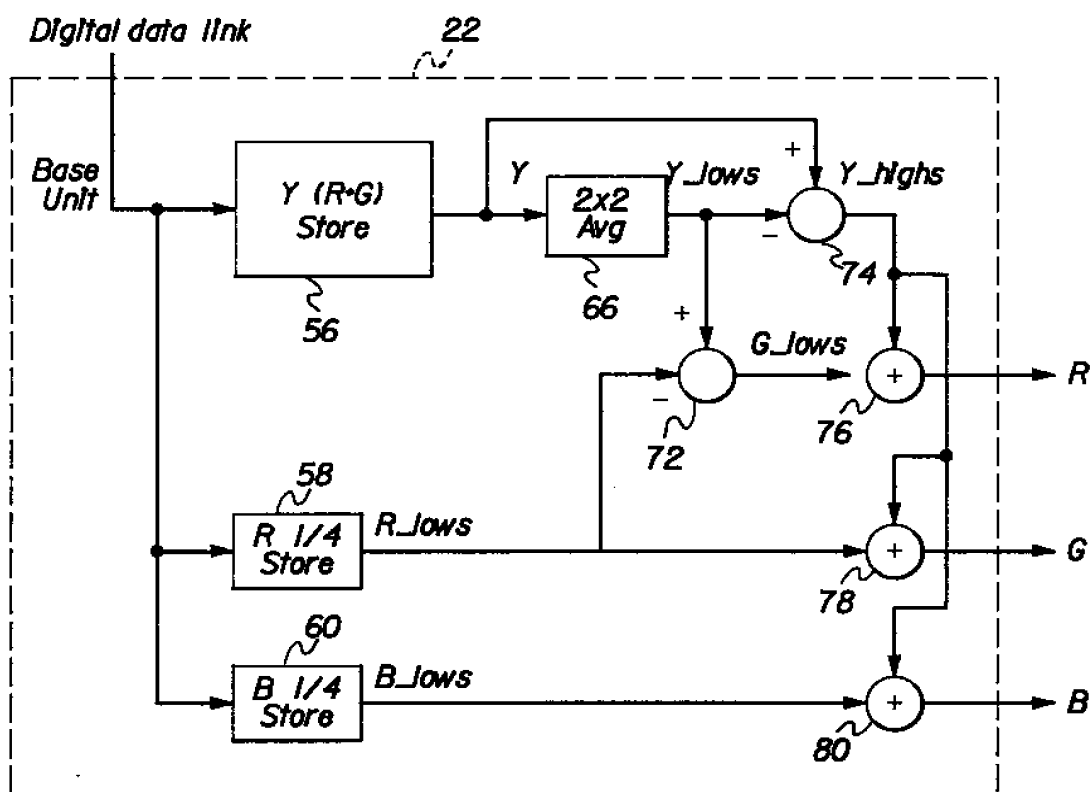 Digital data link
22
Base
Unit
Y (R+G)
Store
56
Y
2x2
Avg
66
Y_lows
+
−
Y_highs
74
+
−
72
G_lows
+
76
R
58
R 1/4
Store
R_lows
+
78
G
60
B 1/4
Store
B_lows
+
80
B